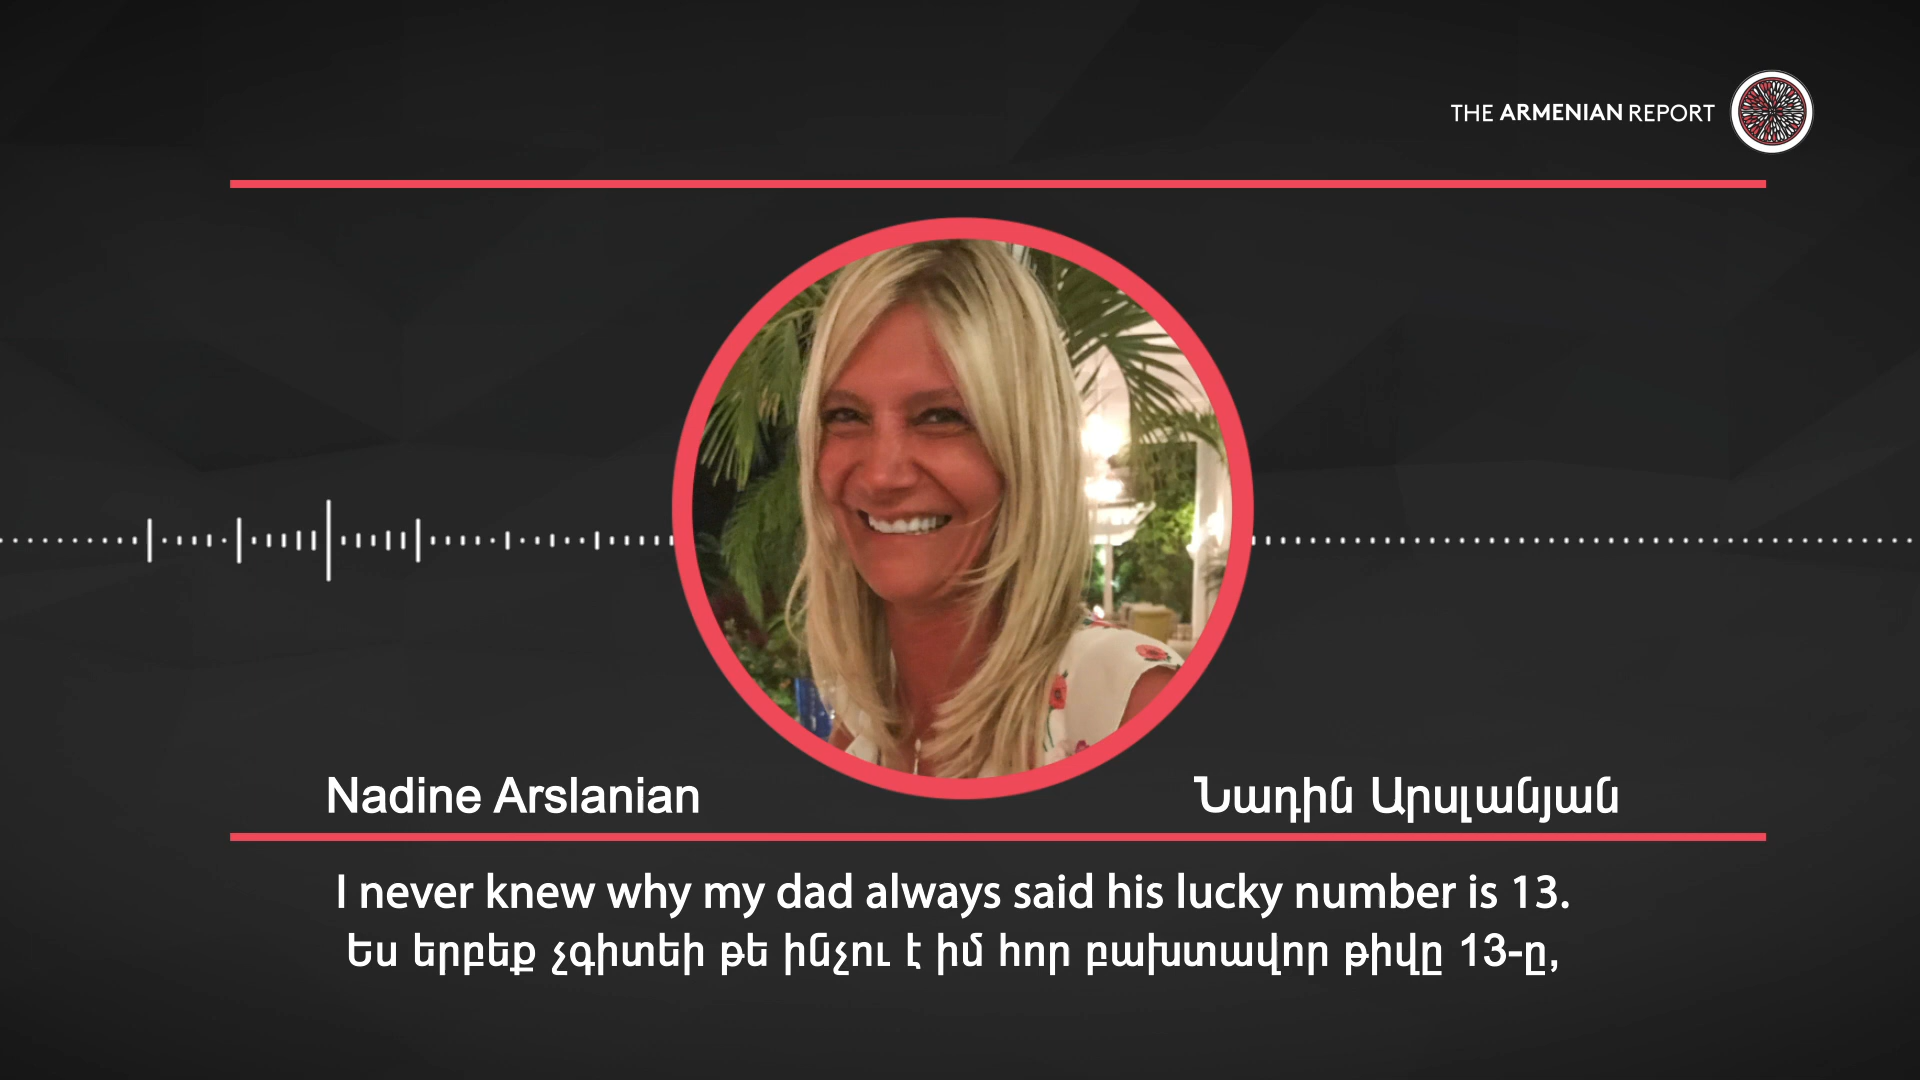 THE ARMENIAN REPORT
Nadine Arslanian
Նադին Արսլանյան
I never knew why my dad always said his lucky number is 13.
Ես երբեք չգիտեի թե ինչու է իմ հոր բախտավոր թիվը 13-ը,